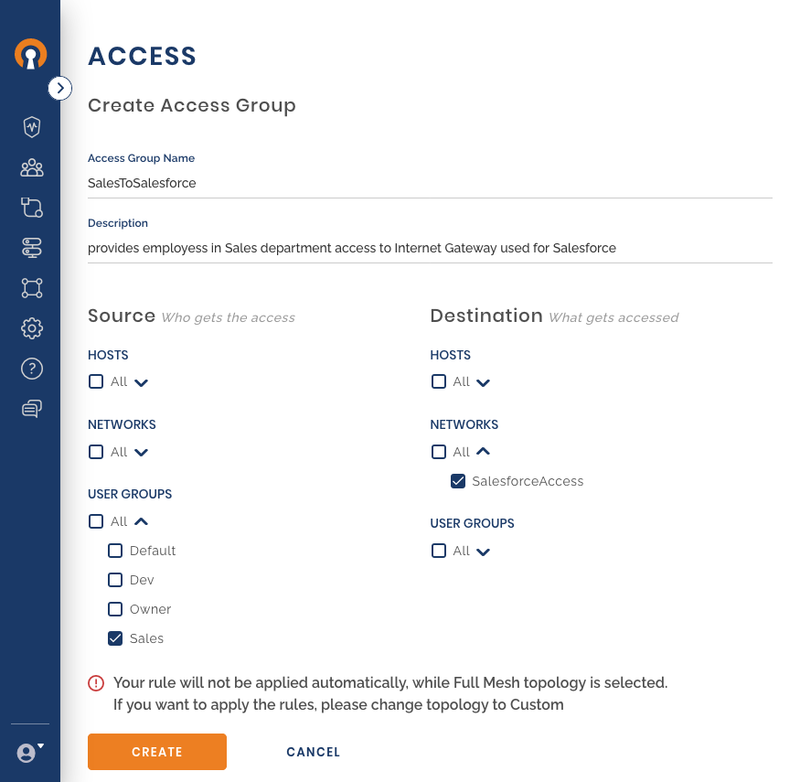 ACCESS
Create Access Group
Access Group Name
SalesToSalesforce
Description
provides employess in Sales department access to Internet Gateway used for Salesforce
Source Who gets the access
HOSTS
All
NETWORKS
All
USER GROUPS
All
Default
Dev
Owner
Sales
Destination What gets accessed
HOSTS
All
NETWORKS
All
SalesforceAccess
USER GROUPS
All
Your rule will not be applied automatically, while Full Mesh topology is selected.
If you want to apply the rules, please change topology to Custom
CREATE
CANCEL